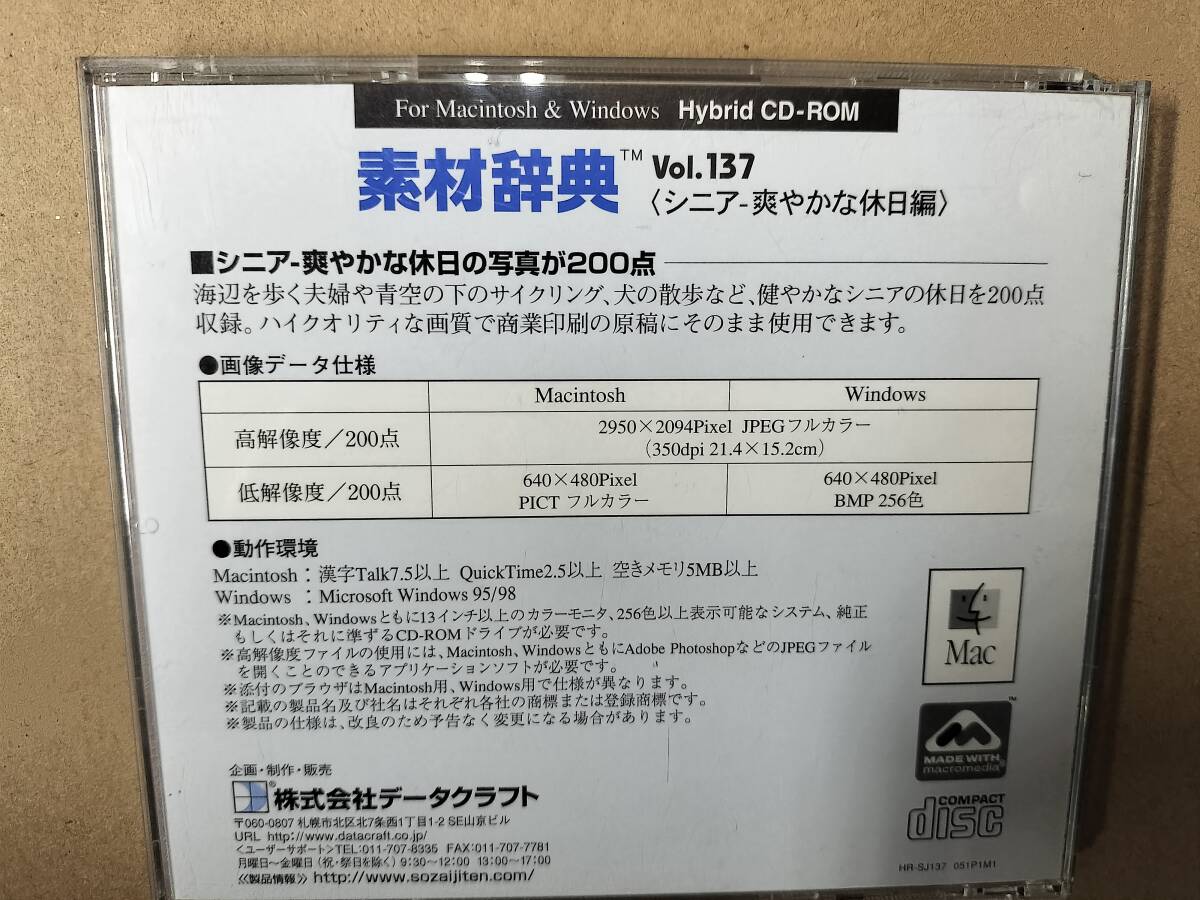 For Macintosh & Windows Hybrid CD-ROM
素材辞典™ Vol.137
〈シニア-爽やかな休日編〉
■シニア-爽やかな休日の写真が200点
海辺を歩く夫婦や青空の下のサイクリング、犬の散歩など、健やかなシニアの休日を200点
収録。ハイクオリティな画質で商業印刷の原稿にそのまま使用できます。
●画像データ仕様
Macintosh Windows
高解像度／200点 2950×2094Pixel JPEGフルカラー
（350dpi 21.4×15.2cm）
低解像度／200点 640×480Pixel 640×480Pixel
PICT フルカラー BMP 256色
●動作環境
Macintosh：漢字Talk7.5以上 QuickTime2.5以上 空きメモリ5MB以上
Windows ：Microsoft Windows 95/98
※Macintosh、Windowsともに13インチ以上のカラーモニタ、256色以上表示可能なシステム、純正
もしくはそれに準ずるCD-ROMドライブが必要です。
※高解像度ファイルの使用には、Macintosh、WindowsともにAdobe PhotoshopなどのJPEGファイル
を開くことのできるアプリケーションソフトが必要です。
※添付のブラウザはMacintosh用、Windows用で仕様が異なります。
※記載の製品名及び社名はそれぞれ各社の商標または登録商標です。
※製品の仕様は、改良のため予告なく変更になる場合があります。
Mac
MADE WITH
macromedia®
企画・制作・販売
®株式会社データクラフト
〒060-0807 札幌市北区北7条西1丁目1-2 SE山京ビル
URL http://www.datacraft.co.jp/
＜ユーザーサポート＞TEL:011-707-8335 FAX:011-707-7781
月曜日〜金曜日（祝・祭日を除く）9:30〜12:00 13:00〜17:00
《製品情報》http://www.sozaijiten.com/
COMPACT
disc
HR-SJ137 051P1M1